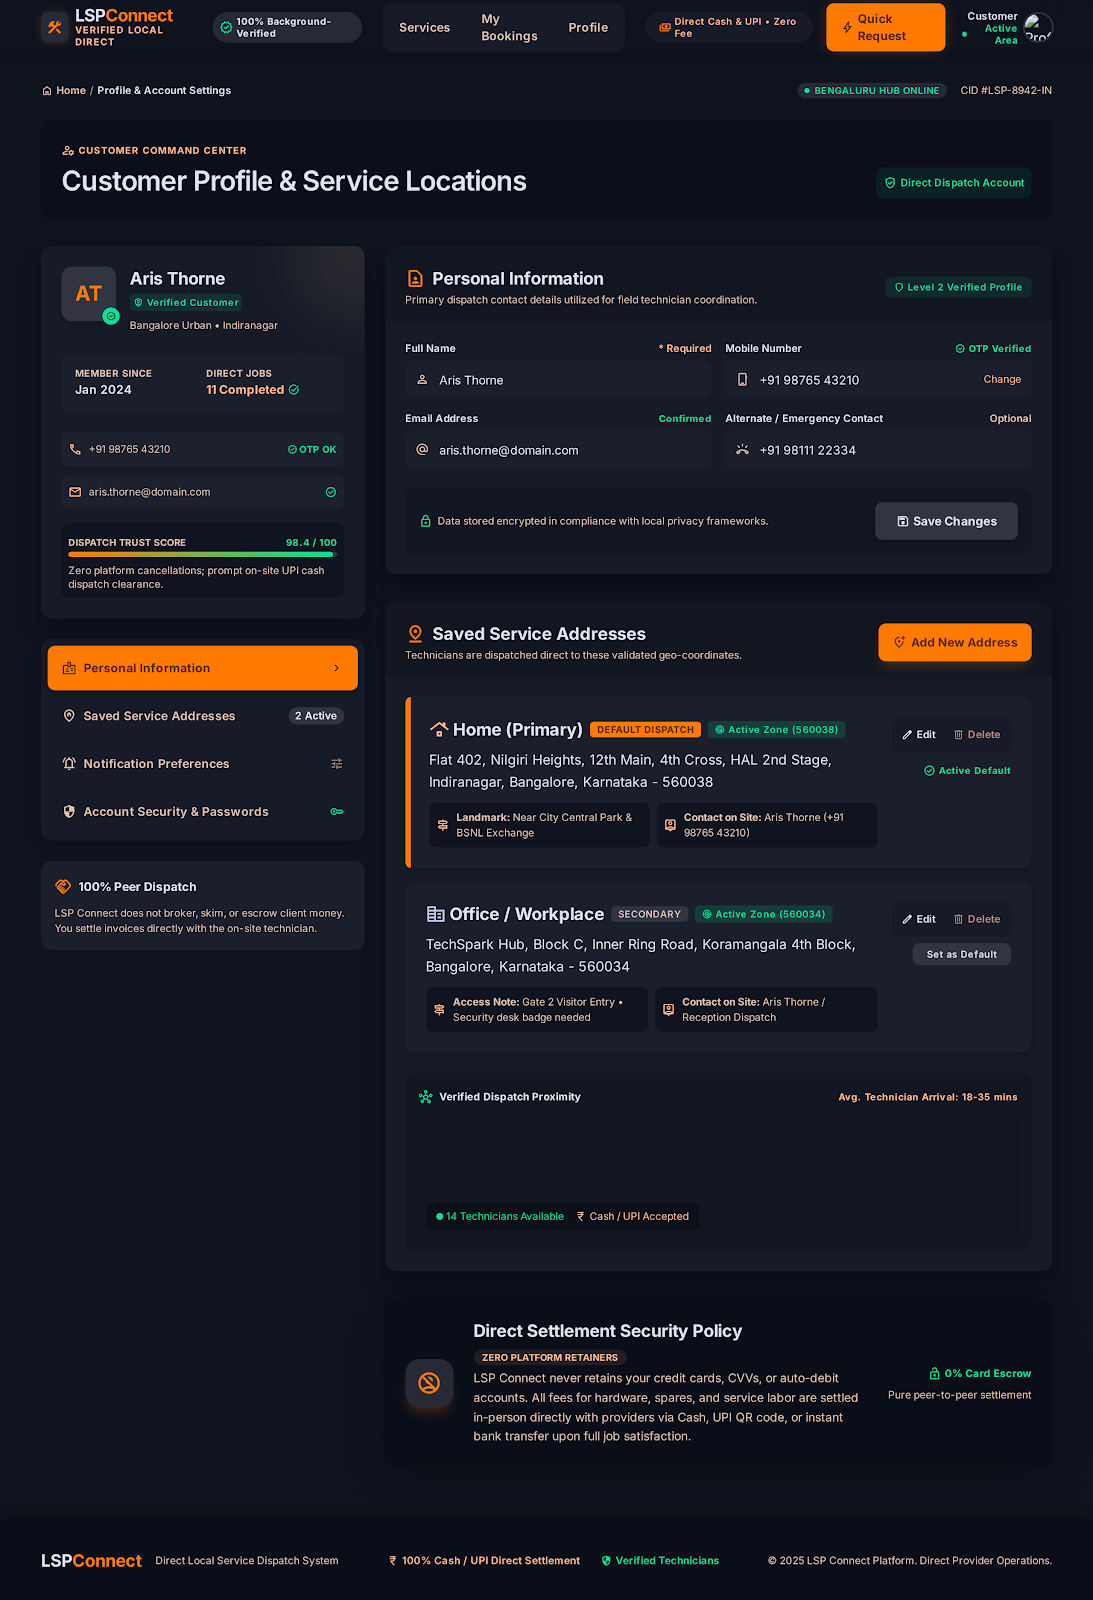 LSPConnect
VERIFIED LOCAL
DIRECT
100% Background-
Verified
Services
My
Bookings
Profile
Direct Cash & UPI • Zero
Fee
Quick
Request
Customer
Active
Area
Home / Profile & Account Settings
BENGALURU HUB ONLINE
CID #LSP-8942-IN
CUSTOMER COMMAND CENTER
Customer Profile & Service Locations
Direct Dispatch Account
AT
Aris Thorne
Verified Customer
Bangalore Urban • Indiranagar
MEMBER SINCE
Jan 2024
DIRECT JOBS
11 Completed
+91 98765 43210
OTP OK
aris.thorne@domain.com
DISPATCH TRUST SCORE
98.4 / 100
Zero platform cancellations; prompt on-site UPI cash
dispatch clearance.
Personal Information
Saved Service Addresses
2 Active
Notification Preferences
Account Security & Passwords
100% Peer Dispatch
LSP Connect does not broker, skim, or escrow client money.
You settle invoices directly with the on-site technician.
Personal Information
Primary dispatch contact details utilized for field technician coordination.
Level 2 Verified Profile
Full Name
* Required
Aris Thorne
Mobile Number
OTP Verified
+91 98765 43210
Change
Email Address
Confirmed
aris.thorne@domain.com
Alternate / Emergency Contact
Optional
+91 98111 22334
Data stored encrypted in compliance with local privacy frameworks.
Save Changes
Saved Service Addresses
Technicians are dispatched direct to these validated geo-coordinates.
Add New Address
Home (Primary)
DEFAULT DISPATCH
Active Zone (560038)
Edit
Delete
Flat 402, Nilgiri Heights, 12th Main, 4th Cross, HAL 2nd Stage,
Indiranagar, Bangalore, Karnataka - 560038
Active Default
Landmark: Near City Central Park &
BSNL Exchange
Contact on Site: Aris Thorne (+91
98765 43210)
Office / Workplace
SECONDARY
Active Zone (560034)
Edit
Delete
TechSpark Hub, Block C, Inner Ring Road, Koramangala 4th Block,
Bangalore, Karnataka - 560034
Set as Default
Access Note: Gate 2 Visitor Entry •
Security desk badge needed
Contact on Site: Aris Thorne /
Reception Dispatch
Verified Dispatch Proximity
Avg. Technician Arrival: 18-35 mins
14 Technicians Available
₹ Cash / UPI Accepted
Direct Settlement Security Policy
ZERO PLATFORM RETAINERS
LSP Connect never retains your credit cards, CVVs, or auto-debit
accounts. All fees for hardware, spares, and service labor are settled
in-person directly with providers via Cash, UPI QR code, or instant
bank transfer upon full job satisfaction.
0% Card Escrow
Pure peer-to-peer settlement
LSPConnect
Direct Local Service Dispatch System
₹ 100% Cash / UPI Direct Settlement
Verified Technicians
© 2025 LSP Connect Platform. Direct Provider Operations.